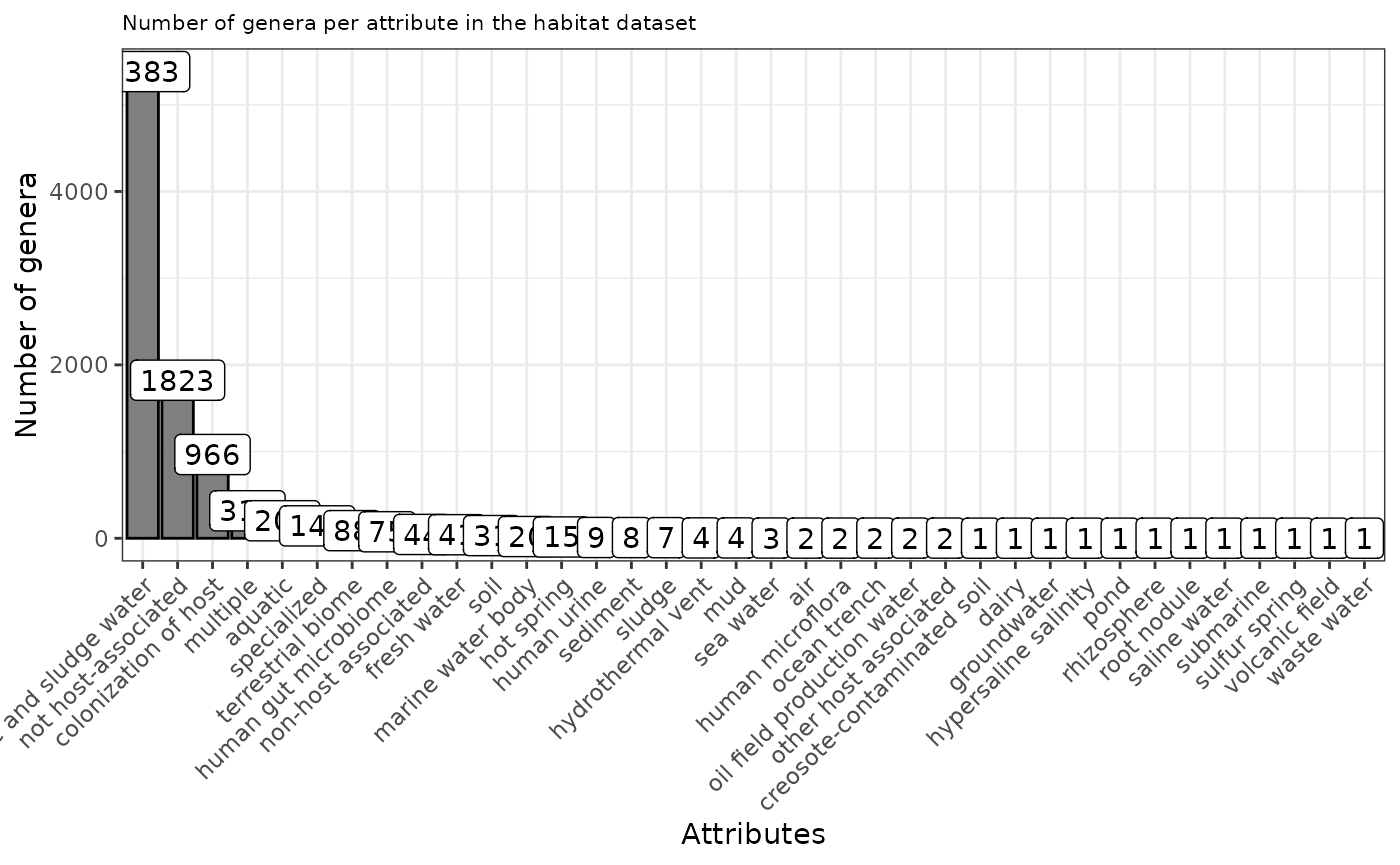 Number of genera per attribute in the habitat dataset
383
1823
966
15
9
8
7
4
4
3
2
2
2
2
2
1
1
1
1
1
1
1
1
1
1
1
1
Number of genera
4000
2000
0
and sludge water
not host-associated
colonization of host
multiple
aquatic
specialized
terrestrial biome
human gut microbiome
non-host associated
fresh water
soil
marine water body
hot spring
human urine
sediment
sludge
hydrothermal vent
mud
sea water
air
human microflora
ocean trench
oil field production water
other host associated
creosote-contaminated soil
dairy
groundwater
hypersaline salinity
pond
rhizosphere
root nodule
saline water
submarine
sulfur spring
volcanic field
waste water
Attributes